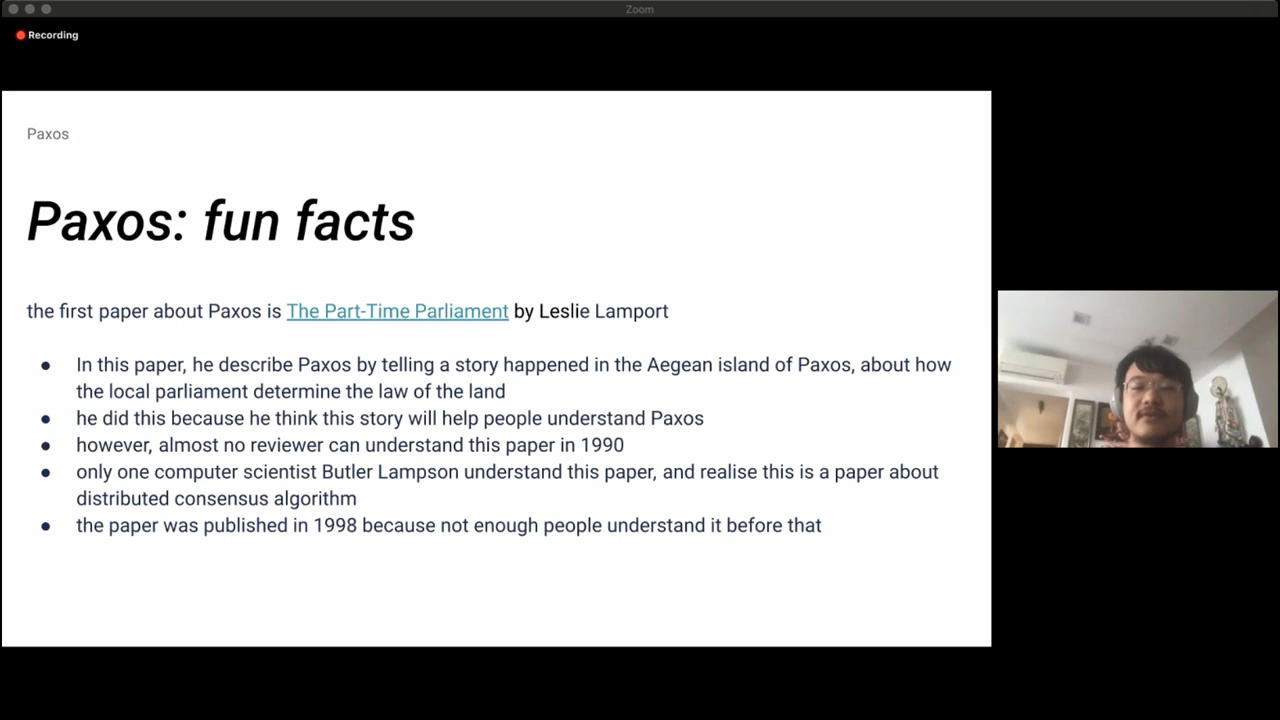 Zoom
Recording
Paxos
Paxos: fun facts
the first paper about Paxos is The Part-Time Parliament by Leslie Lamport
● In this paper, he describe Paxos by telling a story happened in the Aegean island of Paxos, about how
the local parliament determine the law of the land
● he did this because he think this story will help people understand Paxos
● however, almost no reviewer can understand this paper in 1990
● only one computer scientist Butler Lampson understand this paper, and realise this is a paper about
distributed consensus algorithm
● the paper was published in 1998 because not enough people understand it before that